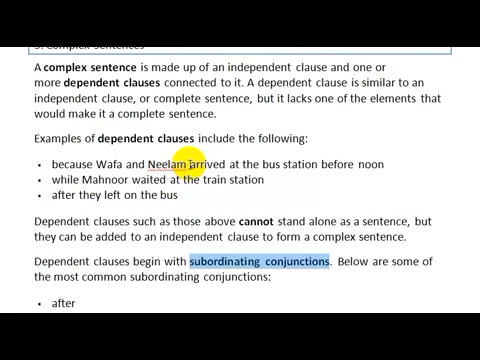 5. Complex Sentences
A complex sentence is made up of an independent clause and one or
more dependent clauses connected to it. A dependent clause is similar to an
independent clause, or complete sentence, but it lacks one of the elements that
would make it a complete sentence.
Examples of dependent clauses include the following:
▪ because Wafa and Neelam arrived at the bus station before noon
▪ while Mahnoor waited at the train station
▪ after they left on the bus
Dependent clauses such as those above cannot stand alone as a sentence, but
they can be added to an independent clause to form a complex sentence.
Dependent clauses begin with subordinating conjunctions. Below are some of
the most common subordinating conjunctions:
▪ after